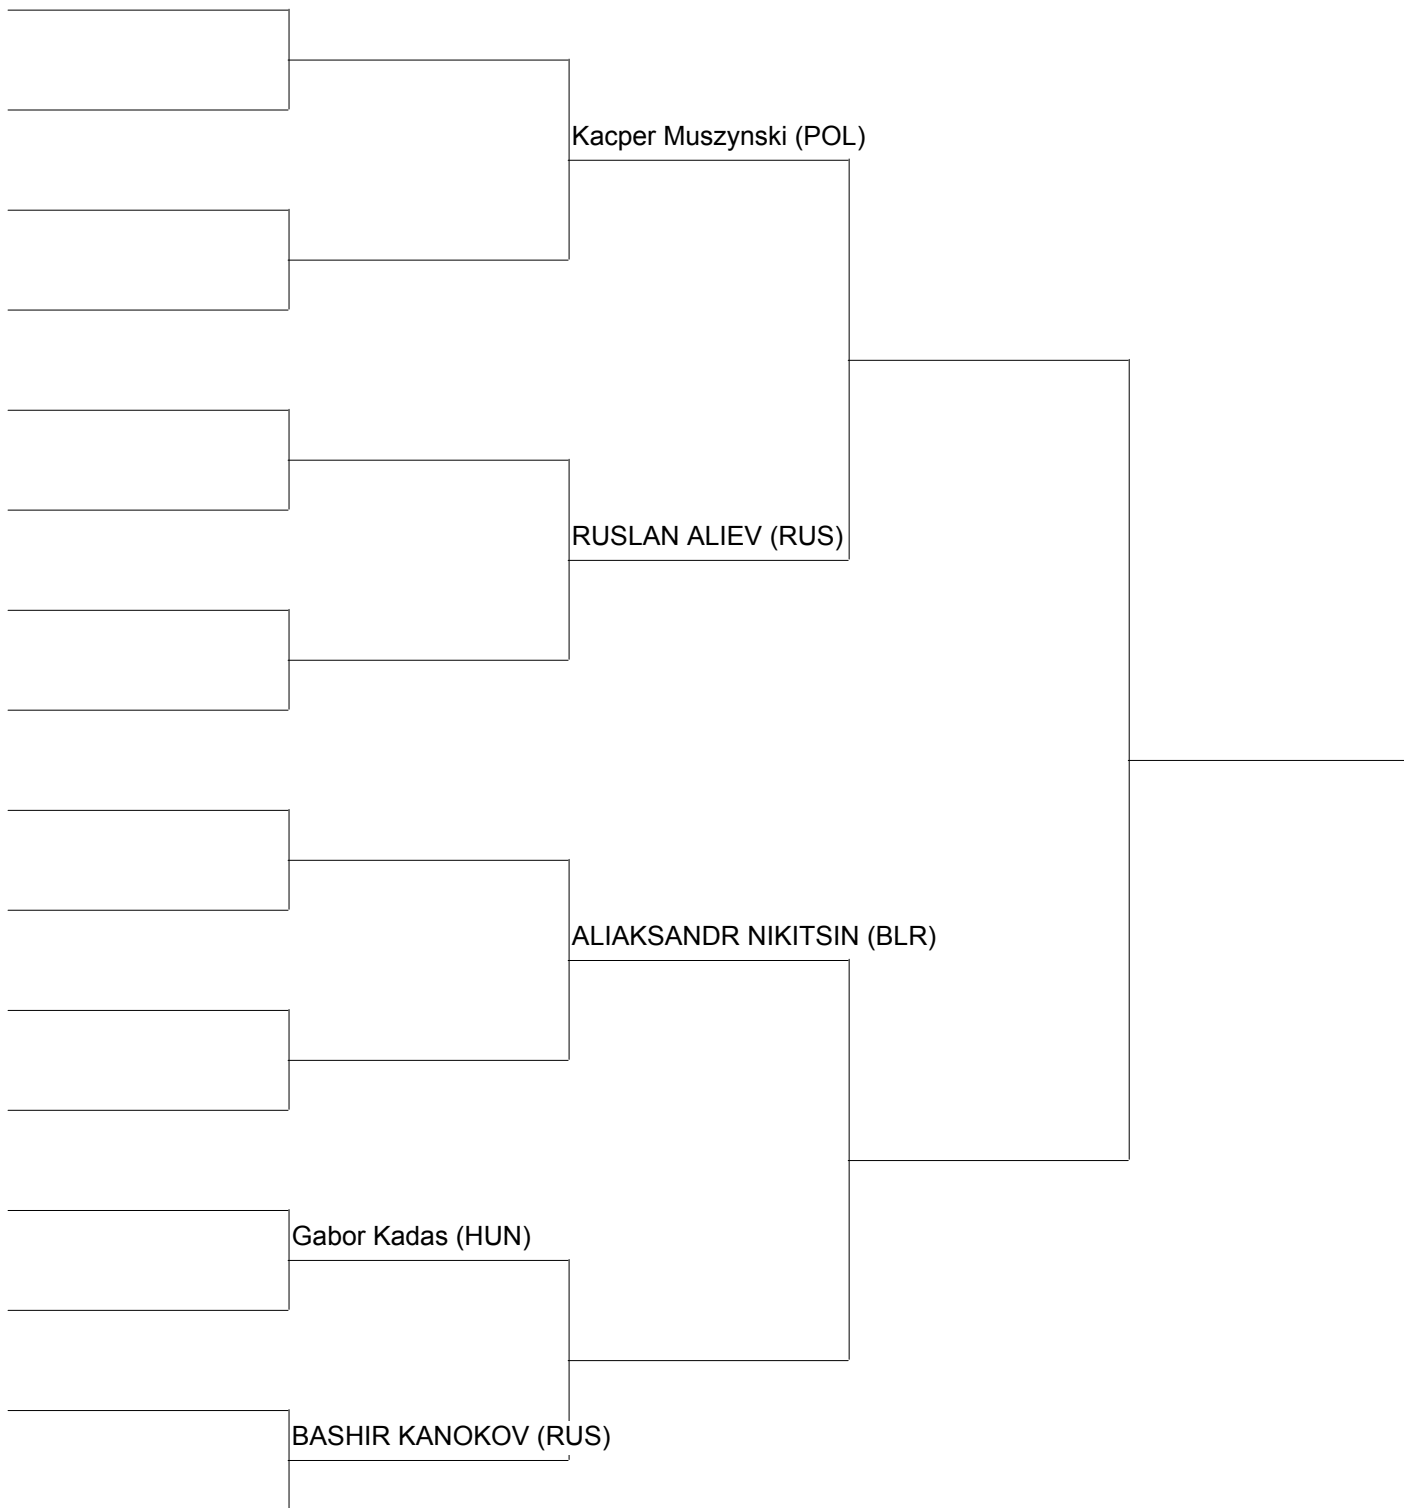 Kacper Muszynski (POL)
RUSLAN ALIEV (RUS)
ALIAKSANDR NIKITSIN (BLR)
Gabor Kadas (HUN)
BASHIR KANOKOV (RUS)